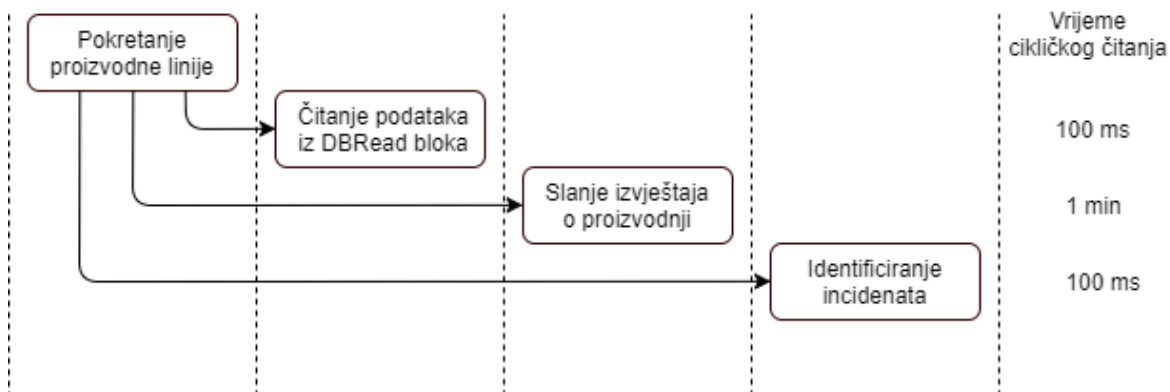 Pokretanje
proizvodne linije
Vrijeme
cikličkog čitanja
Čitanje podataka
iz DBRead bloka
100 ms
Slanje izvještaja
o proizvodnji
1 min
Identificiranje
incidenata
100 ms